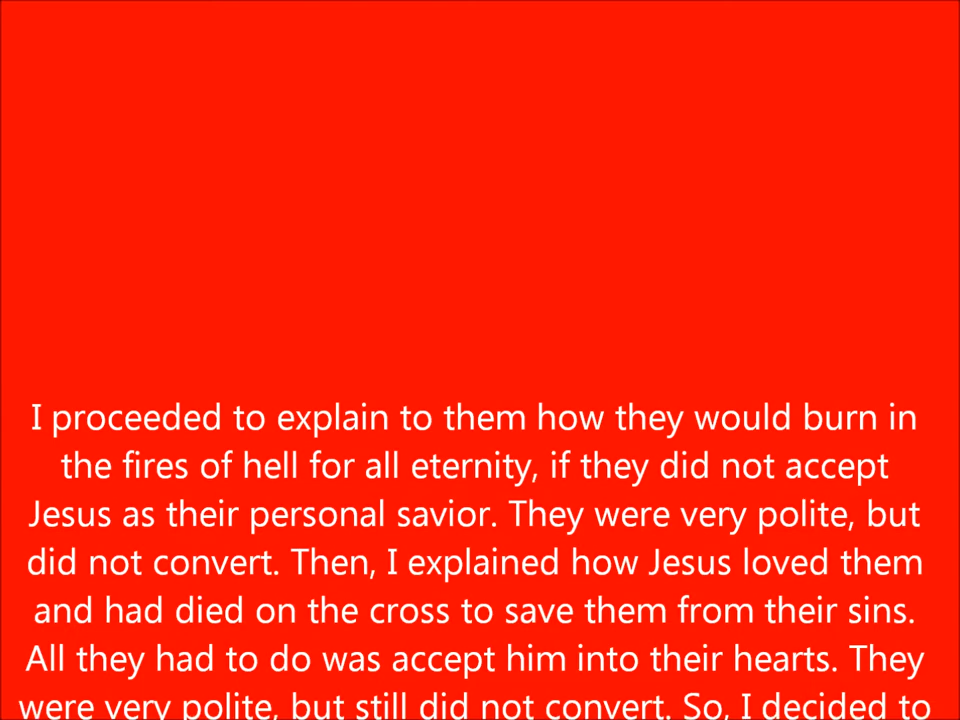 I proceeded to explain to them how they would burn in
the fires of hell for all eternity, if they did not accept
Jesus as their personal savior. They were very polite, but
did not convert. Then, I explained how Jesus loved them
and had died on the cross to save them from their sins.
All they had to do was accept him into their hearts. They
were very polite, but still did not convert. So, I decided to